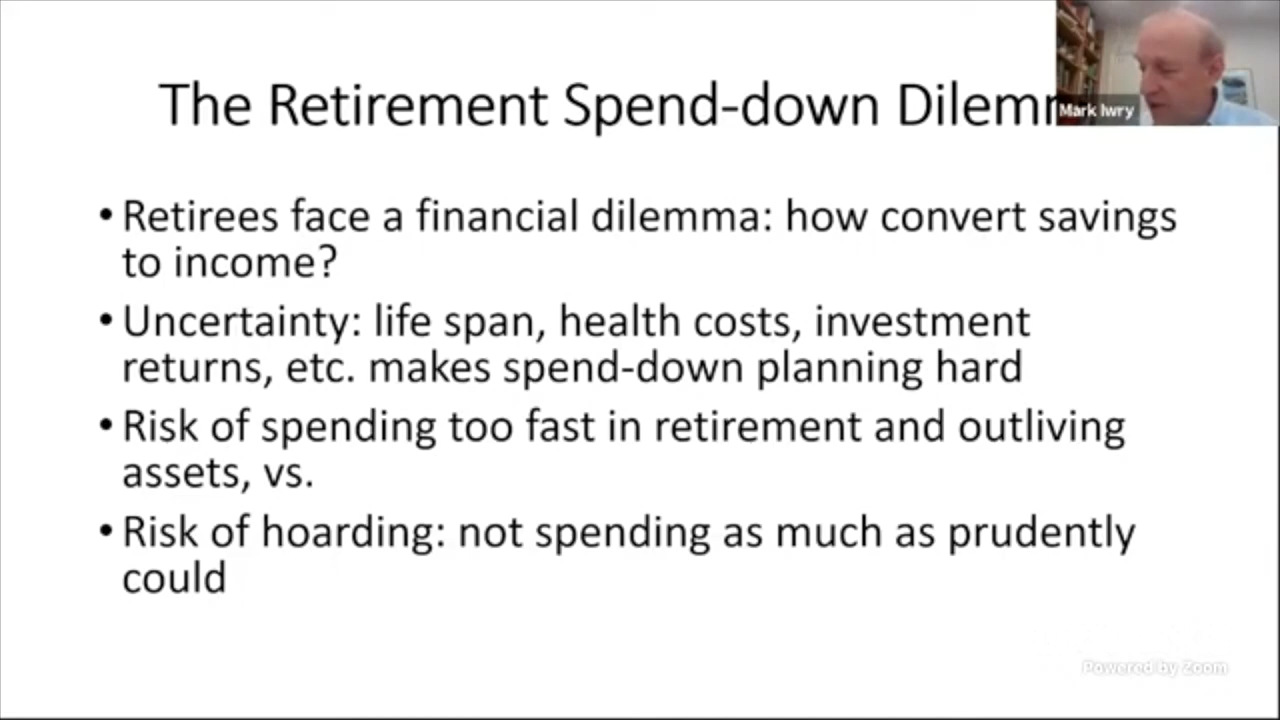 The Retirement Spend-down Dilemm
Mark Iwry
• Retirees face a financial dilemma: how convert savings
to income?
• Uncertainty: life span, health costs, investment
returns, etc. makes spend-down planning hard
• Risk of spending too fast in retirement and outliving
assets, vs.
• Risk of hoarding: not spending as much as prudently
could
Powered by Zoom